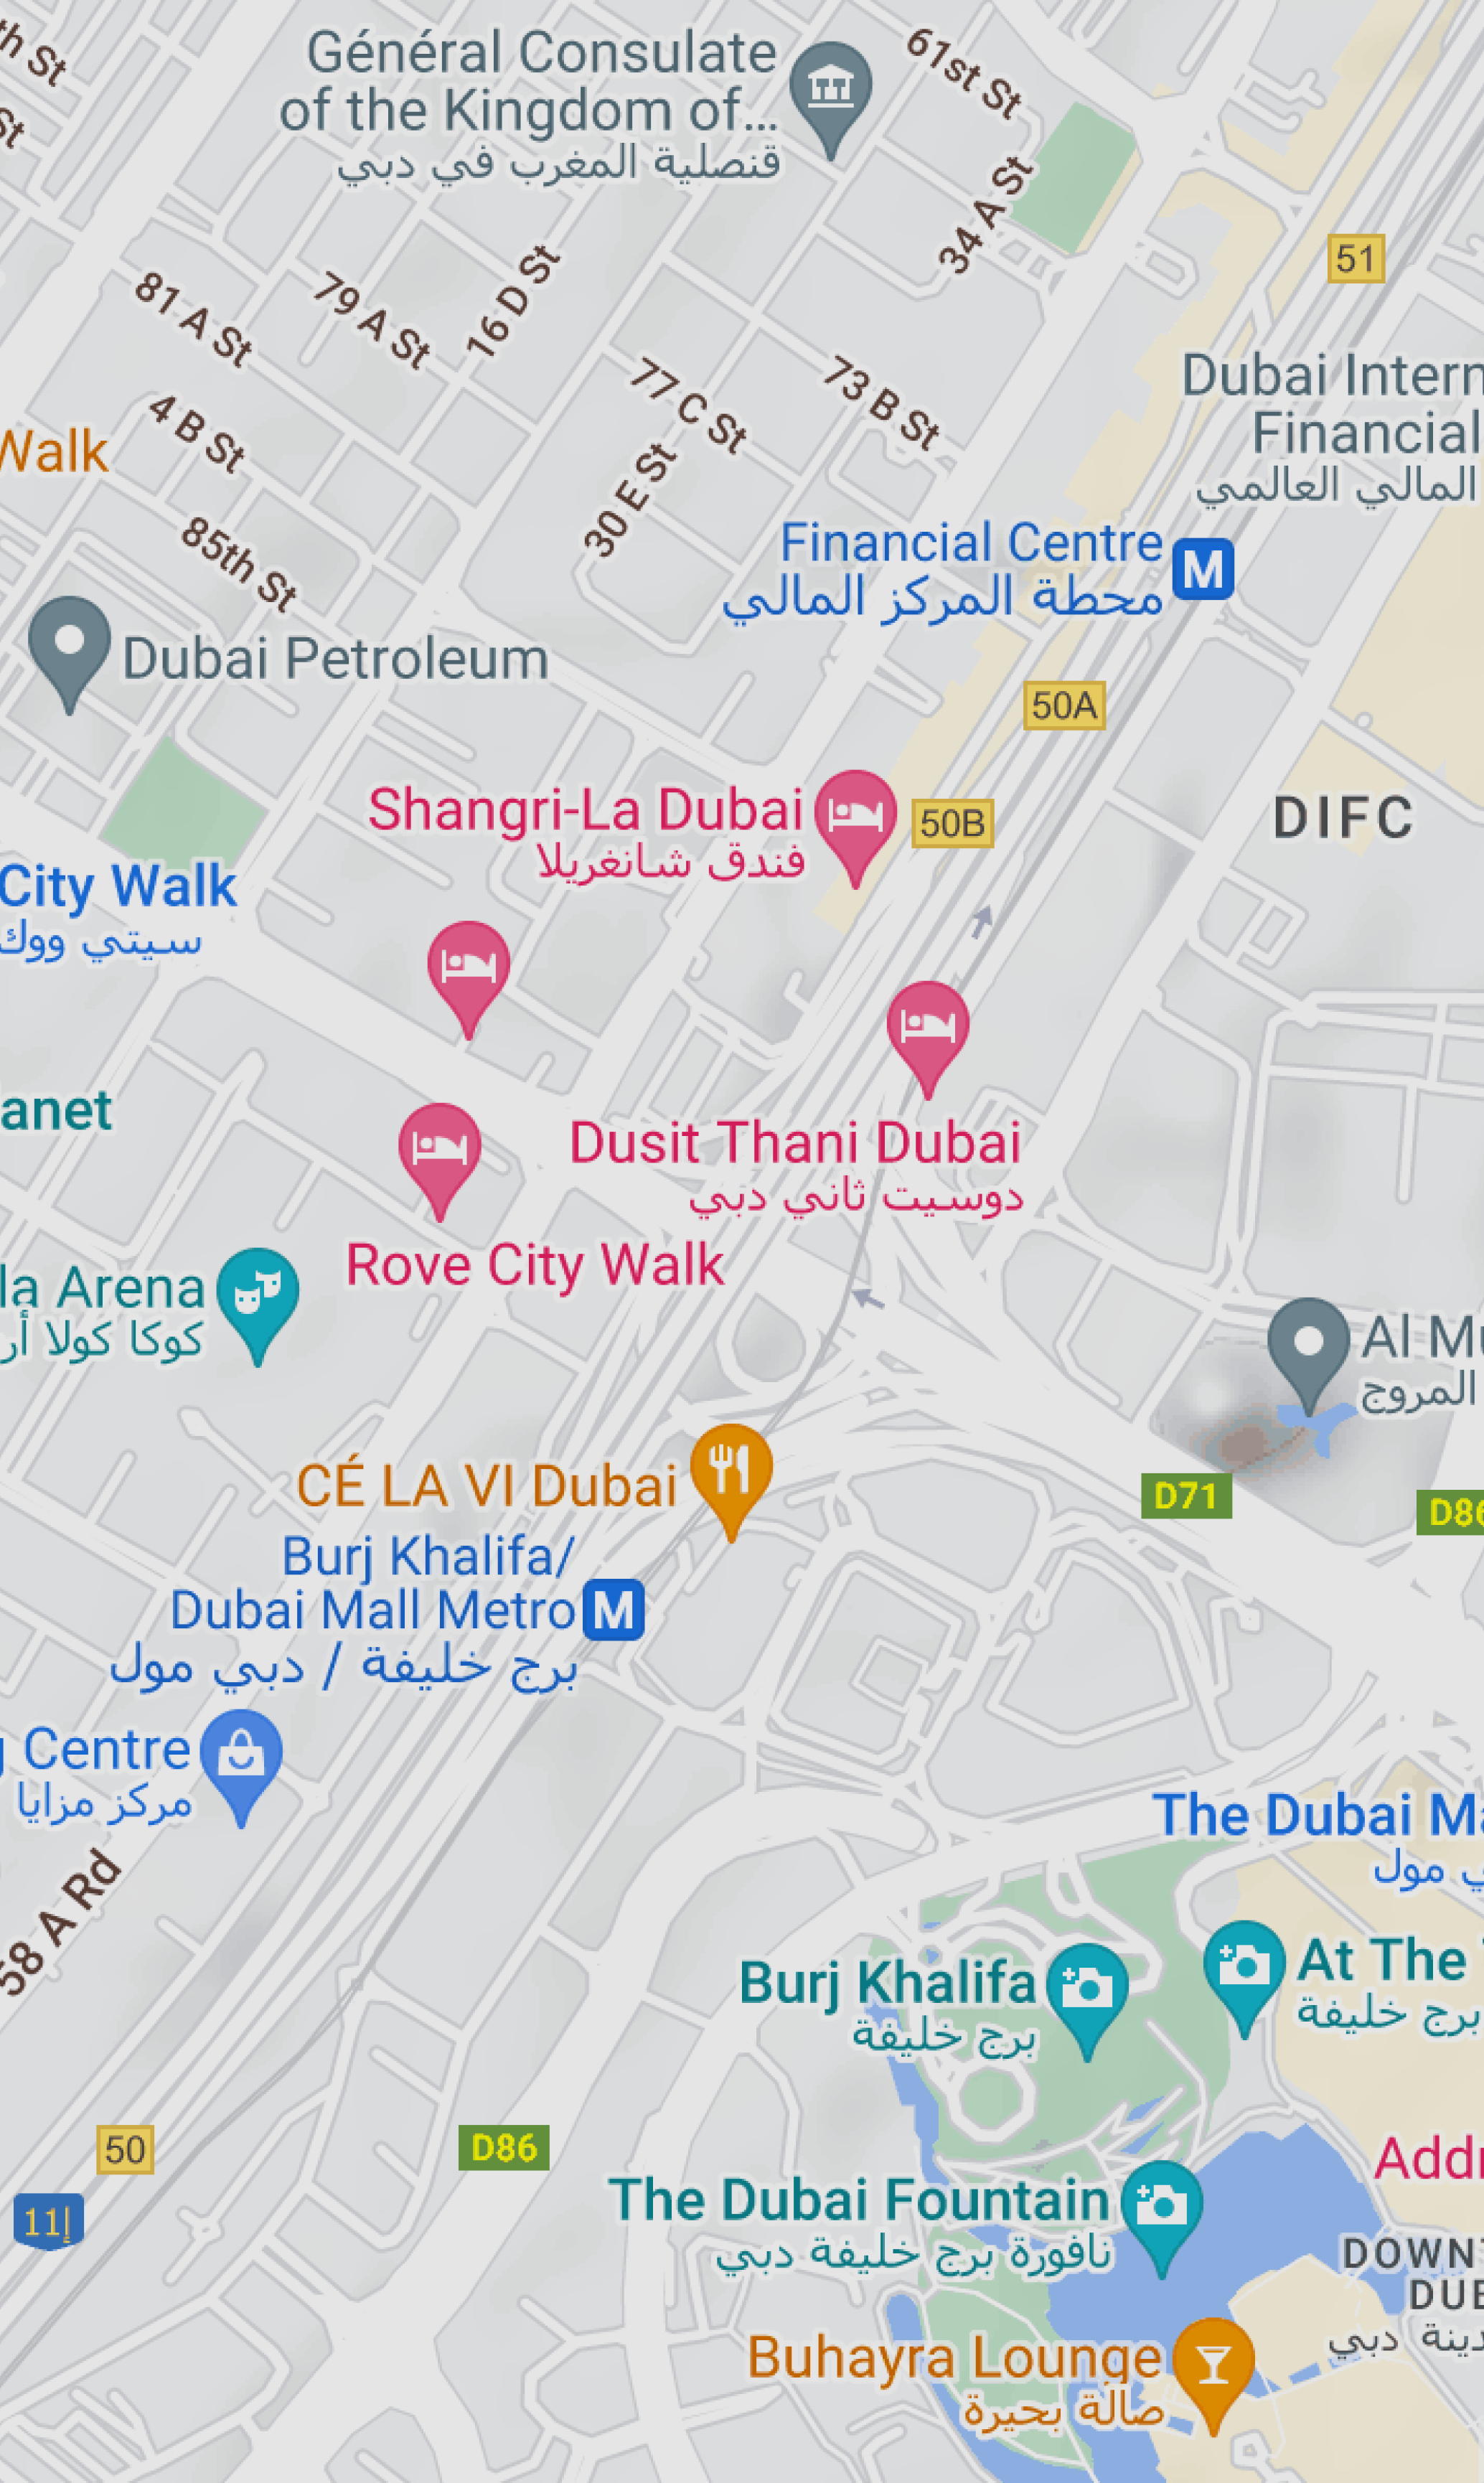 th St
St
Général Consulate
of the Kingdom of...
قنصلية المغرب في دبي
61st St
34 A St
51
81 A St
79 A St
16 D St
77 C St
73 B St
Dubai Intern
Financial
المالي العالمي
4 B St
Walk
30 E St
85th St
Financial Centre
محطة المركز المالي
Dubai Petroleum
50A
Shangri-La Dubai
فندق شانغريلا
50B
DIFC
City Walk
سيتي ووك
anet
Dusit Thani Dubai
دوسيت ثاني دبي
Rove City Walk
la Arena
كوكا كولا أر
Al Mu
المروج
CÉ LA VI Dubai
D71
D86
Burj Khalifa/
Dubai Mall Metro
برج خليفة / دبي مول
Centre
مركز مزايا
The Dubai Ma
ي مول
58 A Rd
Burj Khalifa
برج خليفة
At The
برج خليفة
50
D86
Addr
11إ
The Dubai Fountain
نافورة برج خليفة دبي
DOWNT
DUB
دينة دبي
Buhayra Lounge
صالة بحيرة